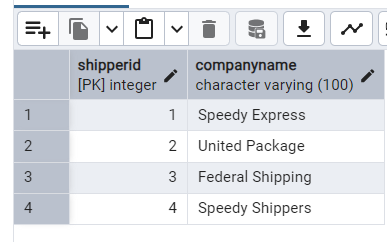 shipperid companyname
[PK] integer character varying (100)
1 1 Speedy Express
2 2 United Package
3 3 Federal Shipping
4 4 Speedy Shippers